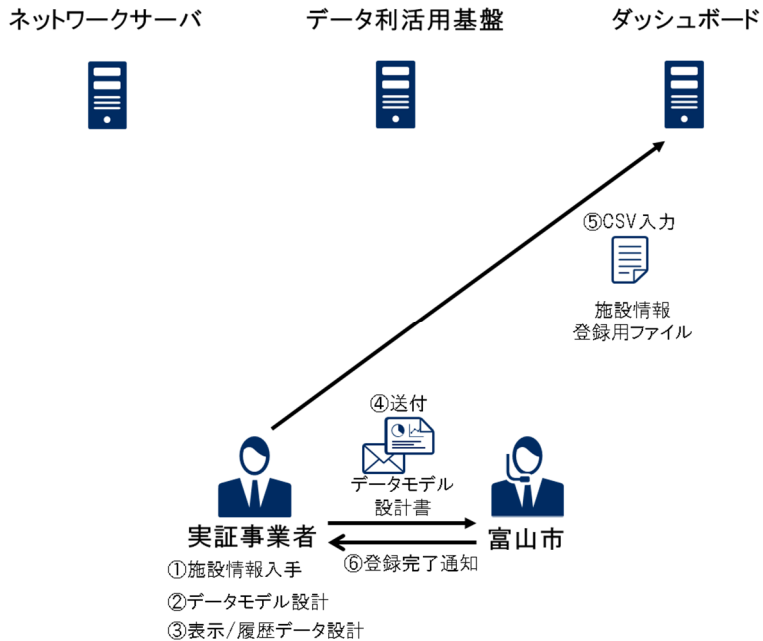 ネットワークサーバ
データ利活用基盤
ダッシュボード
⑤CSV入力
施設情報
登録用ファイル
④送付
データモデル
設計書
実証事業者
富山市
⑥登録完了通知
①施設情報入手
②データモデル設計
③表示/履歴データ設計